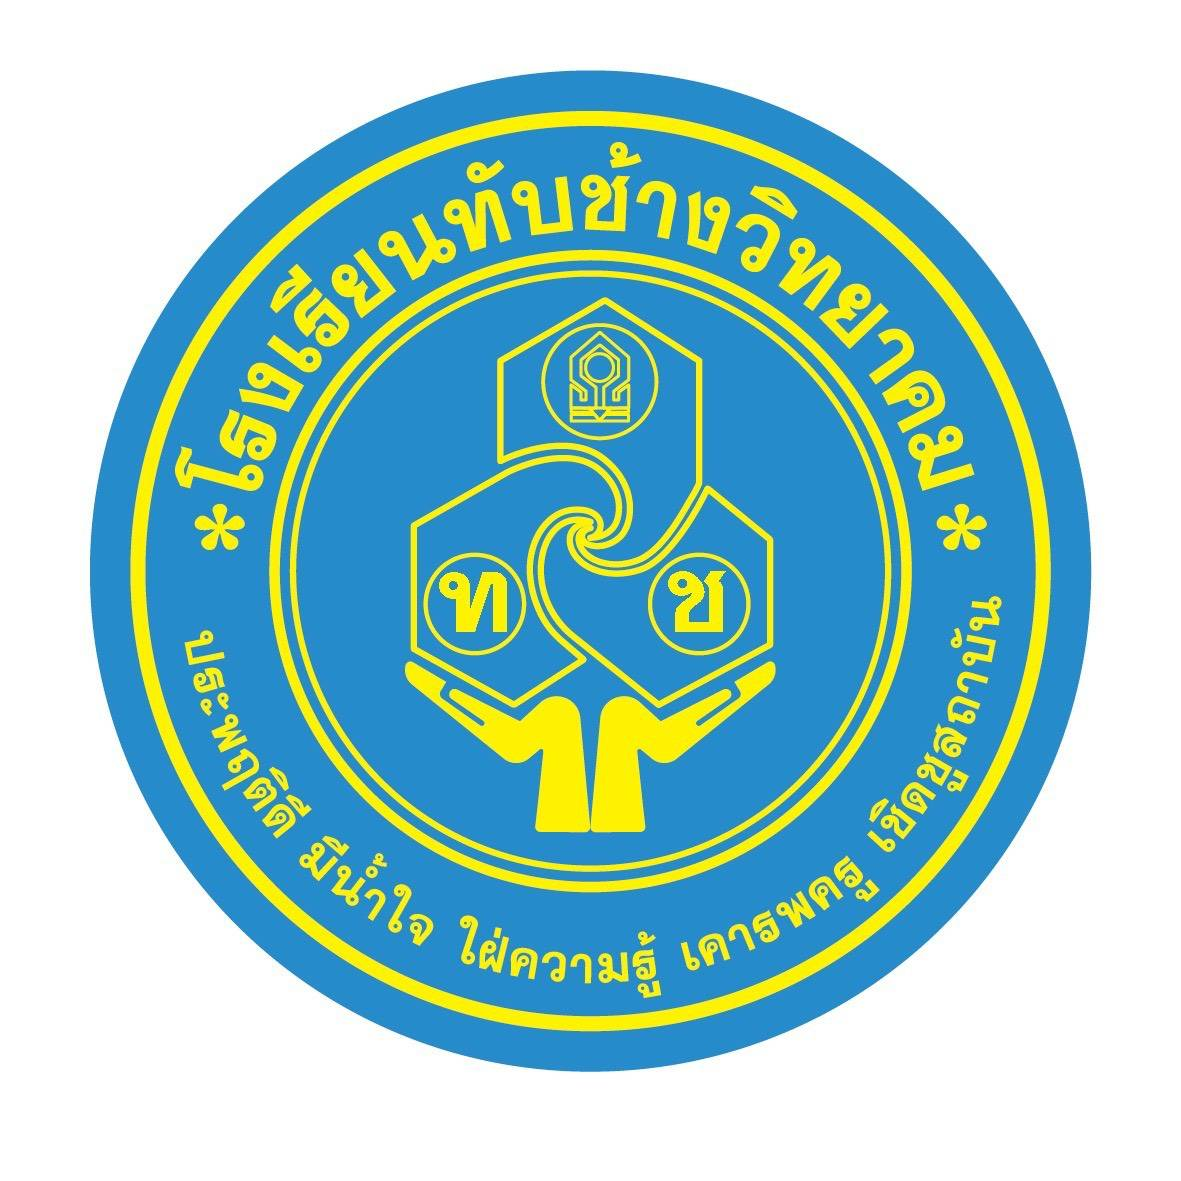 * โรงเรียนทับช้างวิทยาคม *
ท ช
ประพฤติดี มีน้ำใจ ใฝ่ความรู้ เคารพครู เชิดชูสถาบัน